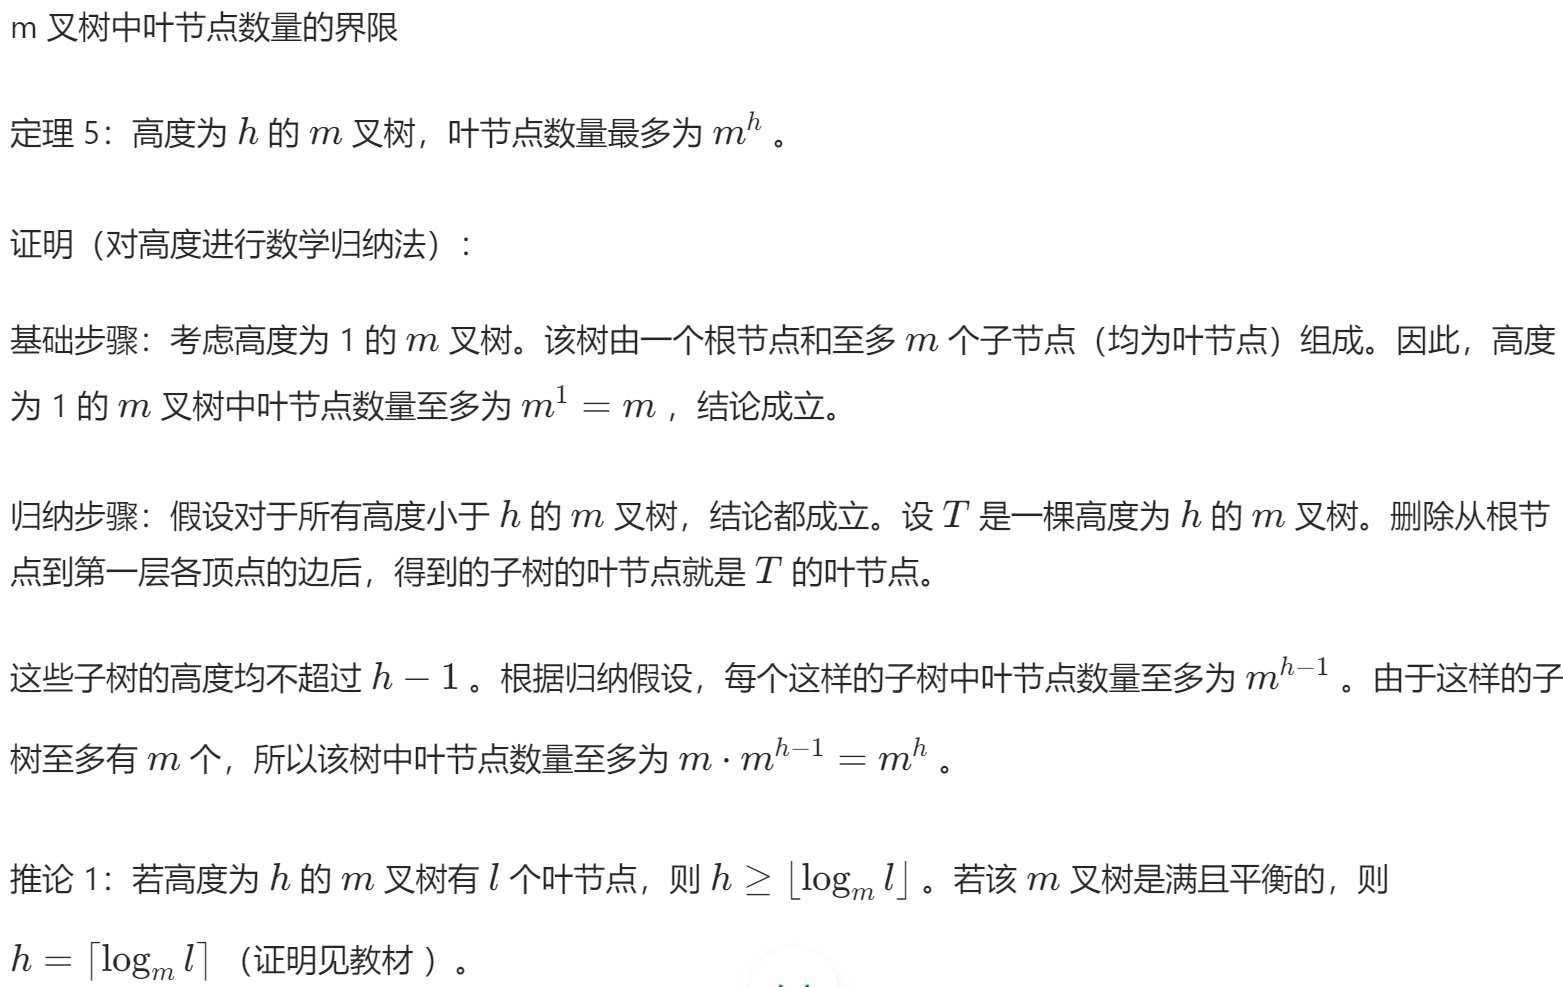 m 叉树中叶节点数量的界限
定理 5：高度为 h 的 m 叉树，叶节点数量最多为 m^h 。
证明（对高度进行数学归纳法）：
基础步骤：考虑高度为 1 的 m 叉树。该树由一个根节点和至多 m 个子节点（均为叶节点）组成。因此，高度
为 1 的 m 叉树中叶节点数量至多为 m^1 = m ，结论成立。
归纳步骤：假设对于所有高度小于 h 的 m 叉树，结论都成立。设 T 是一棵高度为 h 的 m 叉树。删除从根节
点到第一层各顶点的边后，得到的子树的叶节点就是 T 的叶节点。
这些子树的高度均不超过 h − 1 。根据归纳假设，每个这样的子树中叶节点数量至多为 m^{h−1} 。由于这样的子
树至多有 m 个，所以该树中叶节点数量至多为 m · m^{h−1} = m^h 。
推论 1：若高度为 h 的 m 叉树有 l 个叶节点，则 h ≥ ⌊log_m l⌋ 。若该 m 叉树是满且平衡的，则
h = ⌈log_m l⌉ （证明见教材 ）。